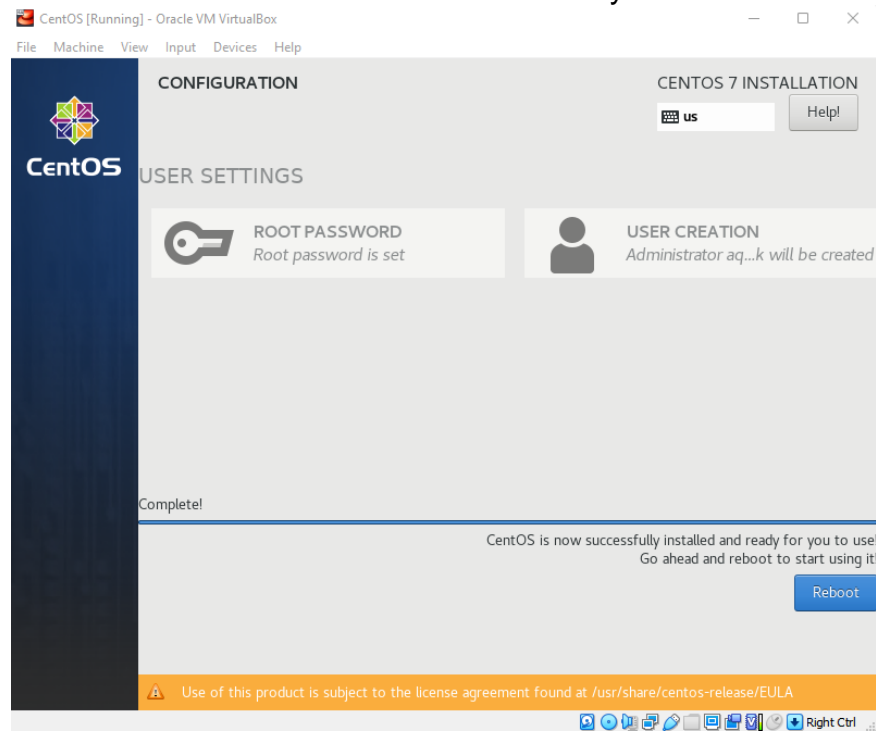 CentOS [Running] - Oracle VM VirtualBox
File Machine View Input Devices Help
CONFIGURATION
CENTOS 7 INSTALLATION
us
Help!
CentOS
USER SETTINGS
ROOT PASSWORD
Root password is set
USER CREATION
Administrator aq...k will be created
Complete!
CentOS is now successfully installed and ready for you to use!
Go ahead and reboot to start using it!
Reboot
Use of this product is subject to the license agreement found at /usr/share/centos-release/EULA
Right Ctrl